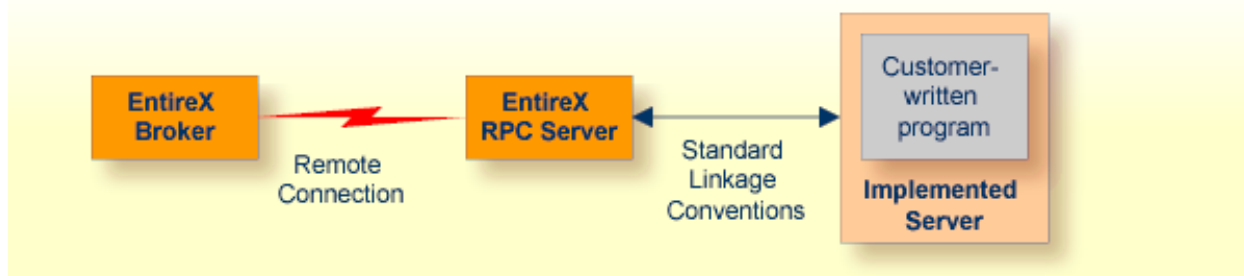 EntireX
Broker
Remote
Connection
EntireX
RPC Server
Standard
Linkage
Conventions
Customer-
written
program
Implemented
Server